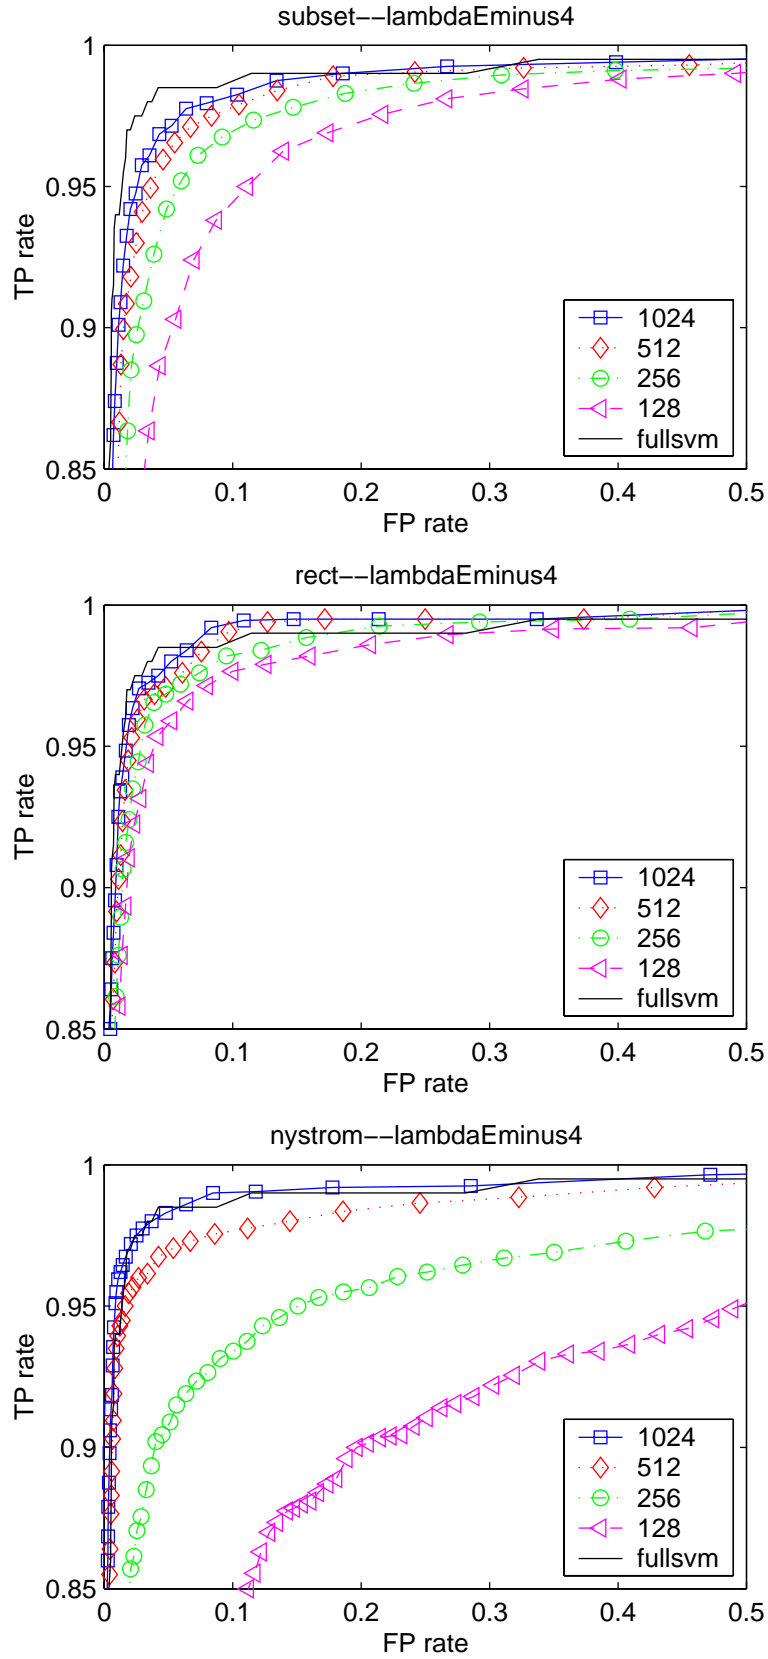 subset--lambdaEminus4
1
0.95
0.9
0.85
TP rate
1024
512
256
128
fullsvm
0 0.1 0.2 0.3 0.4 0.5
FP rate
rect--lambdaEminus4
1
0.95
0.9
0.85
TP rate
1024
512
256
128
fullsvm
0 0.1 0.2 0.3 0.4 0.5
FP rate
nystrom--lambdaEminus4
1
0.95
0.9
0.85
TP rate
1024
512
256
128
fullsvm
0 0.1 0.2 0.3 0.4 0.5
FP rate